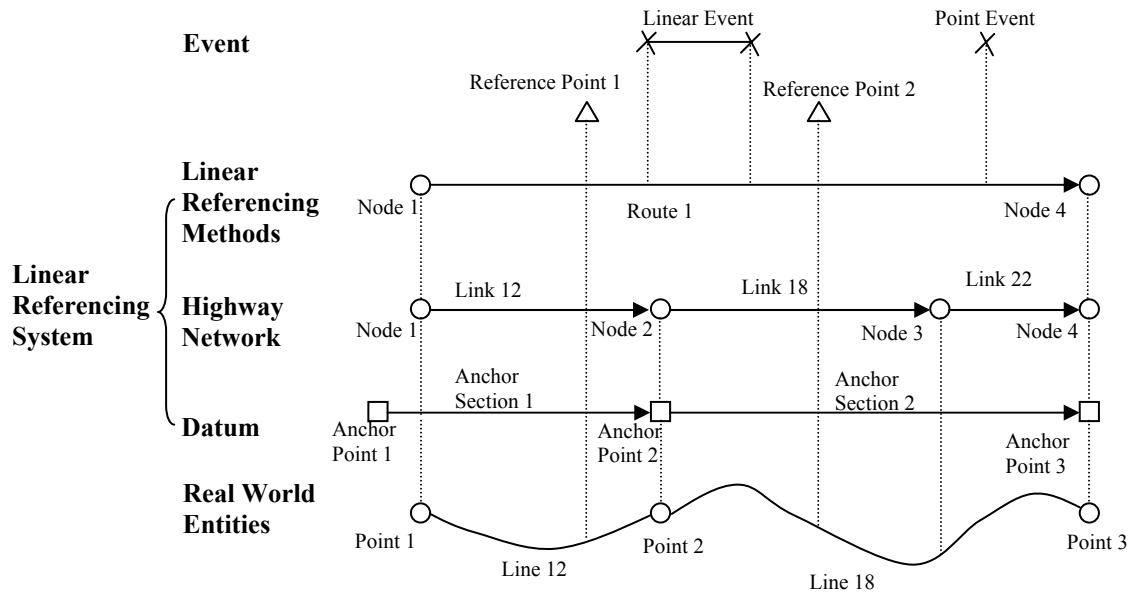 Linear Event
Point Event
Event
Reference Point 1
Reference Point 2
Linear
Referencing
Methods
Node 1
Route 1
Node 4
Linear
Referencing
System
Highway
Network
Link 12
Link 18
Link 22
Node 1
Node 2
Node 3
Node 4
Datum
Anchor
Section 1
Anchor
Section 2
Anchor
Point 1
Anchor
Point 2
Anchor
Point 3
Real World
Entities
Point 1
Point 2
Point 3
Line 12
Line 18